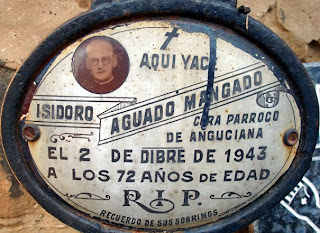 AQUI YACE
ISIDORO AGUADO MANGADO
CURA PARROCO
DE ANGUCIANA
EL 2 DE DIBRE DE 1943
A LOS 72 AÑOS DE EDAD
R.I.P.
RECUERDO DE SUS SOBRINOS